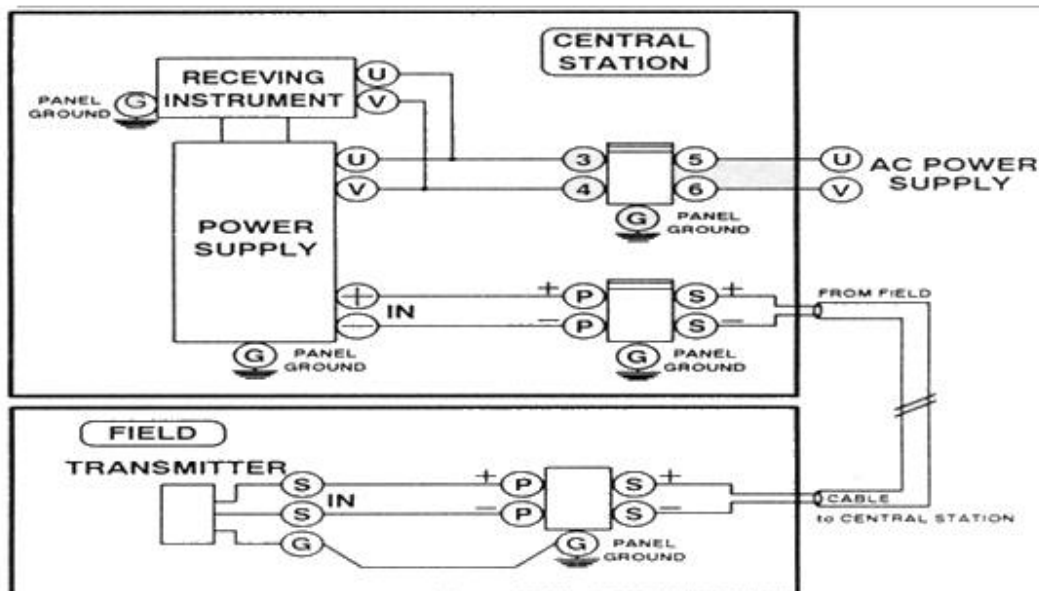 CENTRAL
STATION
RECEVING
INSTRUMENT
U
V
PANEL
GROUND
G
POWER
SUPPLY
U
V
3
4
5
6
U
V
AC POWER
SUPPLY
G
PANEL
GROUND
+
−
IN
+
−
P
P
S
S
+
−
FROM FIELD
G
PANEL
GROUND
G
PANEL
GROUND
FIELD
TRANSMITTER
S
S
G
IN
+
−
P
P
S
S
+
−
CABLE
to CENTRAL STATION
G
PANEL
GROUND